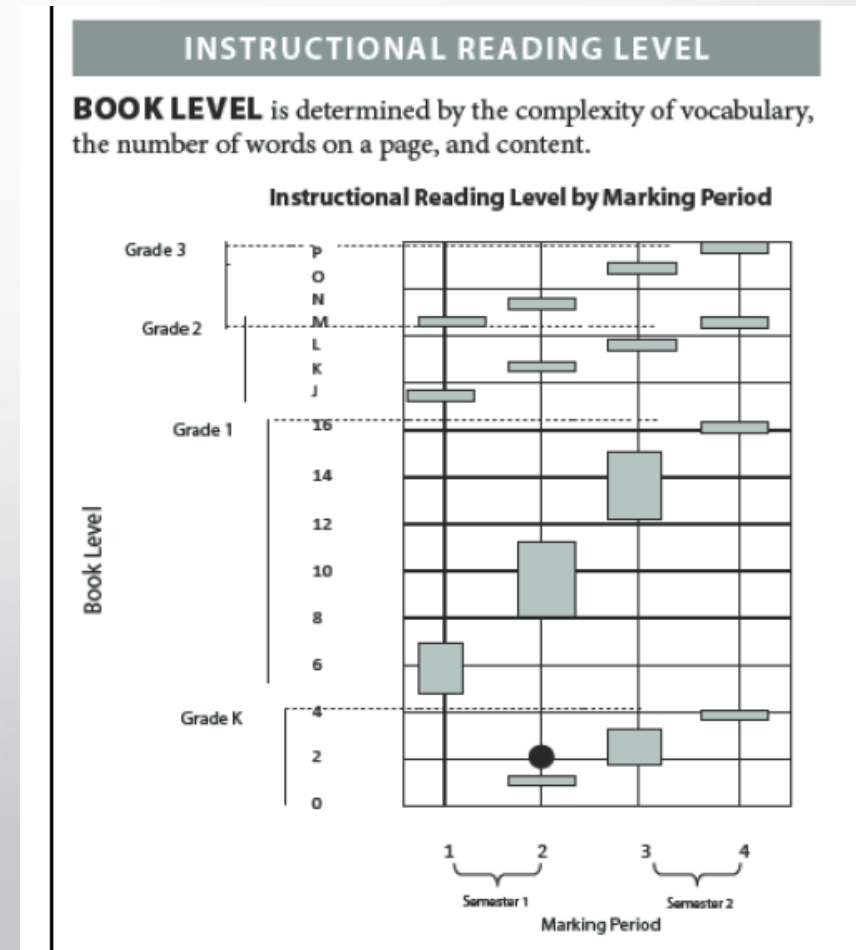 INSTRUCTIONAL READING LEVEL
BOOK LEVEL is determined by the complexity of vocabulary,
the number of words on a page, and content.
Instructional Reading Level by Marking Period
Grade 3
P
O
N
Grade 2
M
L
K
J
Grade 1
16
14
12
10
8
6
Grade K
4
2
0
Book Level
1 2 3 4
Semester 1 Semester 2
Marking Period